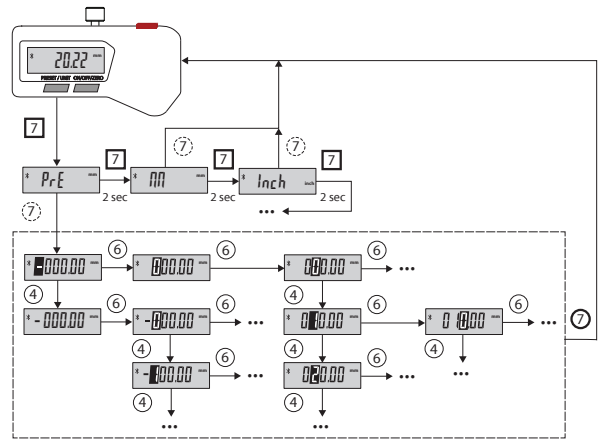 20.22 mm
PRESET / UNIT ON/OFF/ZERO
7
7 7 7 7 7
PrE mm
MM mm
Inch inch
2 sec 2 sec 2 sec
7
...
-000.00 mm 6 000.00 mm 6 000.00 mm 6 ...
4 4
-000.00 mm 6 -000.00 mm 6 ... 010.00 mm 6 010.00 mm 6 ... 7
4 4 4
-100.00 mm 6 ... 020.00 mm 6 ... ...
4 4
... ...